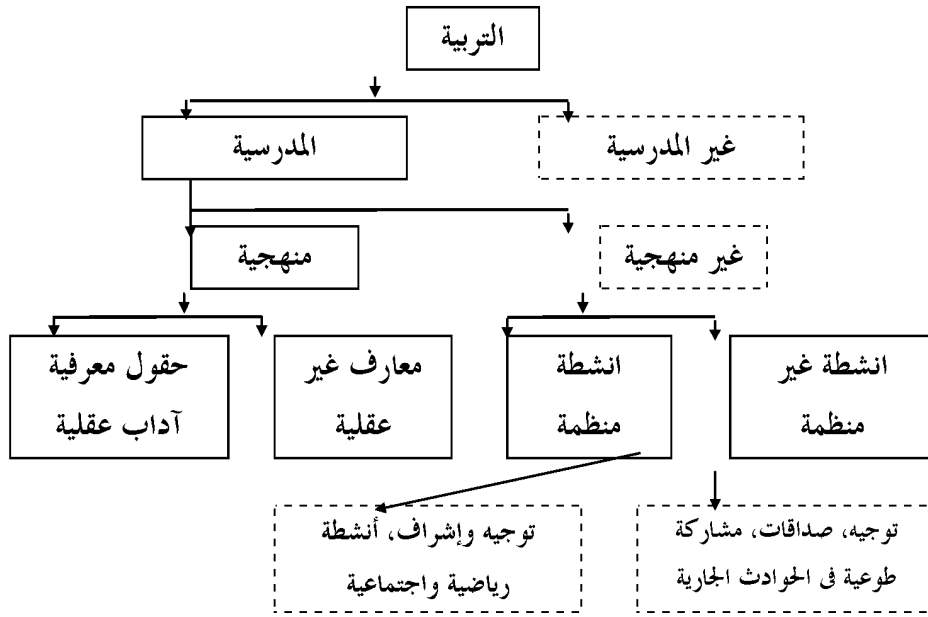 التربية
غير المدرسية
المدرسية
غير منهجية
منهجية
انشطة غير
منظمة
انشطة
منظمة
معارف غير
عقلية
حقول معرفية
آداب عقلية
توجيه، صداقات، مشاركة
طوعية فى الحوادث الجارية
توجيه وإشراف، أنشطة
رياضية واجتماعية